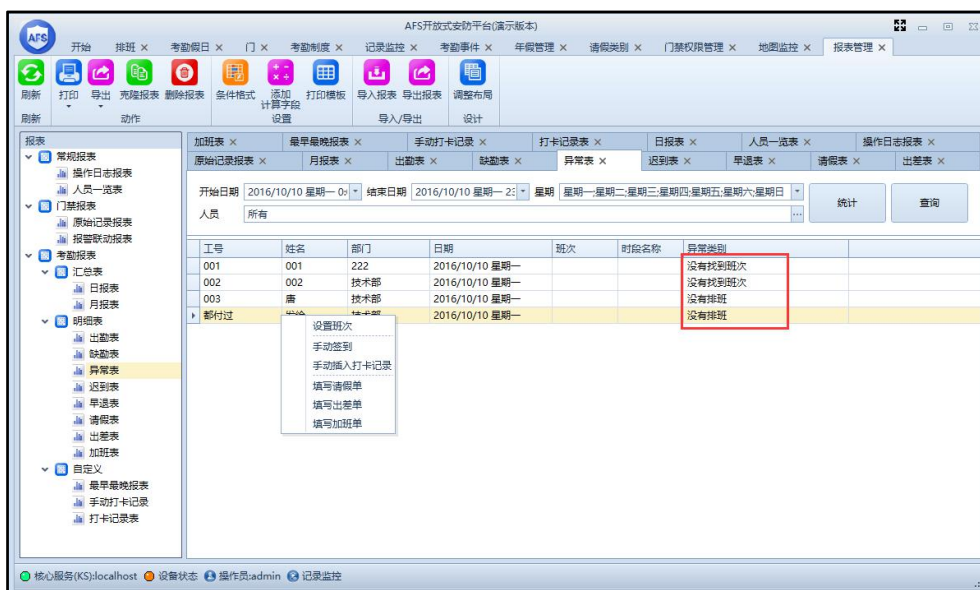 AFS开放式安防平台(演示版本)
AFS
开始 排班 × 考勤假日 × 门 × 考勤制度 × 记录监控 × 考勤事件 × 年假管理 × 请假类别 × 门禁权限管理 × 地图监控 × 报表管理 ×
刷新 打印 导出 克隆报表 删除报表 条件格式 添加计算字段 打印模板 导入报表 导出报表 调整布局
刷新 动作 设置 导入/导出 设计
报表
常规报表
操作日志报表
人员一览表
门禁报表
原始记录报表
报警联动报表
考勤报表
汇总表
日报表
月报表
明细表
出勤表
缺勤表
异常表
迟到表
早退表
请假表
出差表
加班表
自定义
最早最晚报表
手动打卡记录
打卡记录表
加班表 × 最早最晚报表 × 手动打卡记录 × 打卡记录表 × 日报表 × 人员一览表 × 操作日志报表 ×
原始记录报表 × 月报表 × 出勤表 × 缺勤表 × 异常表 × 迟到表 × 早退表 × 请假表 × 出差表 ×
开始日期 2016/10/10 星期一 结束日期 2016/10/10 星期一 星期 星期一;星期二;星期三;星期四;星期五;星期六;星期日 统计 查询
人员 所有
工号 姓名 部门 日期 班次 时段名称 异常类别
001 001 222 2016/10/10 星期一 没有找到班次
002 002 技术部 2016/10/10 星期一 没有找到班次
003 唐 技术部 2016/10/10 星期一 没有排班
都付过 技术部 2016/10/10 星期一 没有排班
设置班次
手动签到
手动插入打卡记录
填写请假单
填写出差单
填写加班单
核心服务(KS):localhost 设备状态 操作员:admin 记录监控